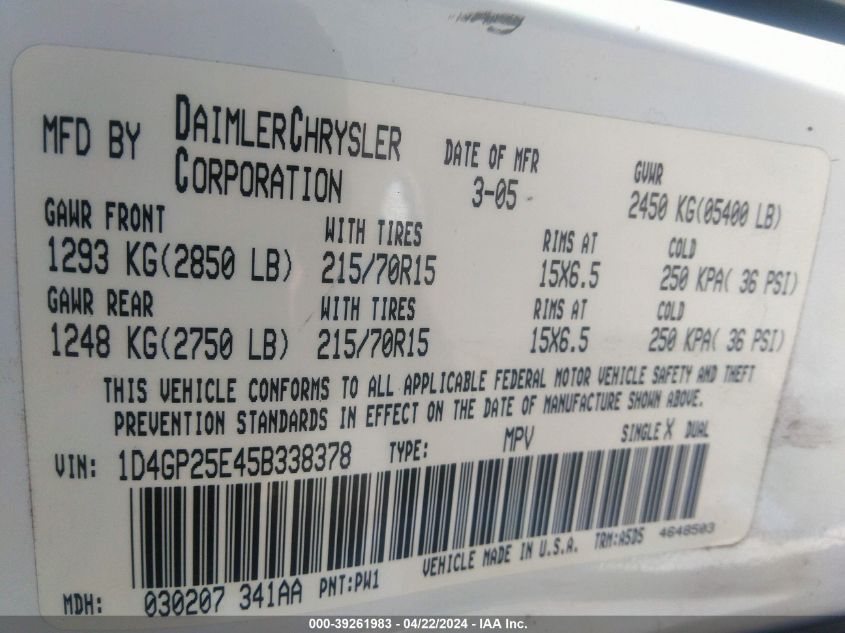 MFD BY DAIMLERCHRYSLER CORPORATION
DATE OF MFR 3-05
GVWR 2450 KG(05400 LB)
GAWR FRONT WITH TIRES RIMS AT COLD
1293 KG(2850 LB) 215/70R15 15X6.5 250 KPA( 36 PSI)
GAWR REAR WITH TIRES RIMS AT COLD
1248 KG(2750 LB) 215/70R15 15X6.5 250 KPA( 36 PSI)
THIS VEHICLE CONFORMS TO ALL APPLICABLE FEDERAL MOTOR VEHICLE SAFETY AND THEFT
PREVENTION STANDARDS IN EFFECT ON THE DATE OF MANUFACTURE SHOWN ABOVE.
VIN: 1D4GP25E45B338378 TYPE: MPV SINGLE X DUAL
VEHICLE MADE IN U.S.A. TRM:A5D5 4648503
MDH: 030207 341AA PNT:PW1
000-39261983 - 04/22/2024 - IAA Inc.